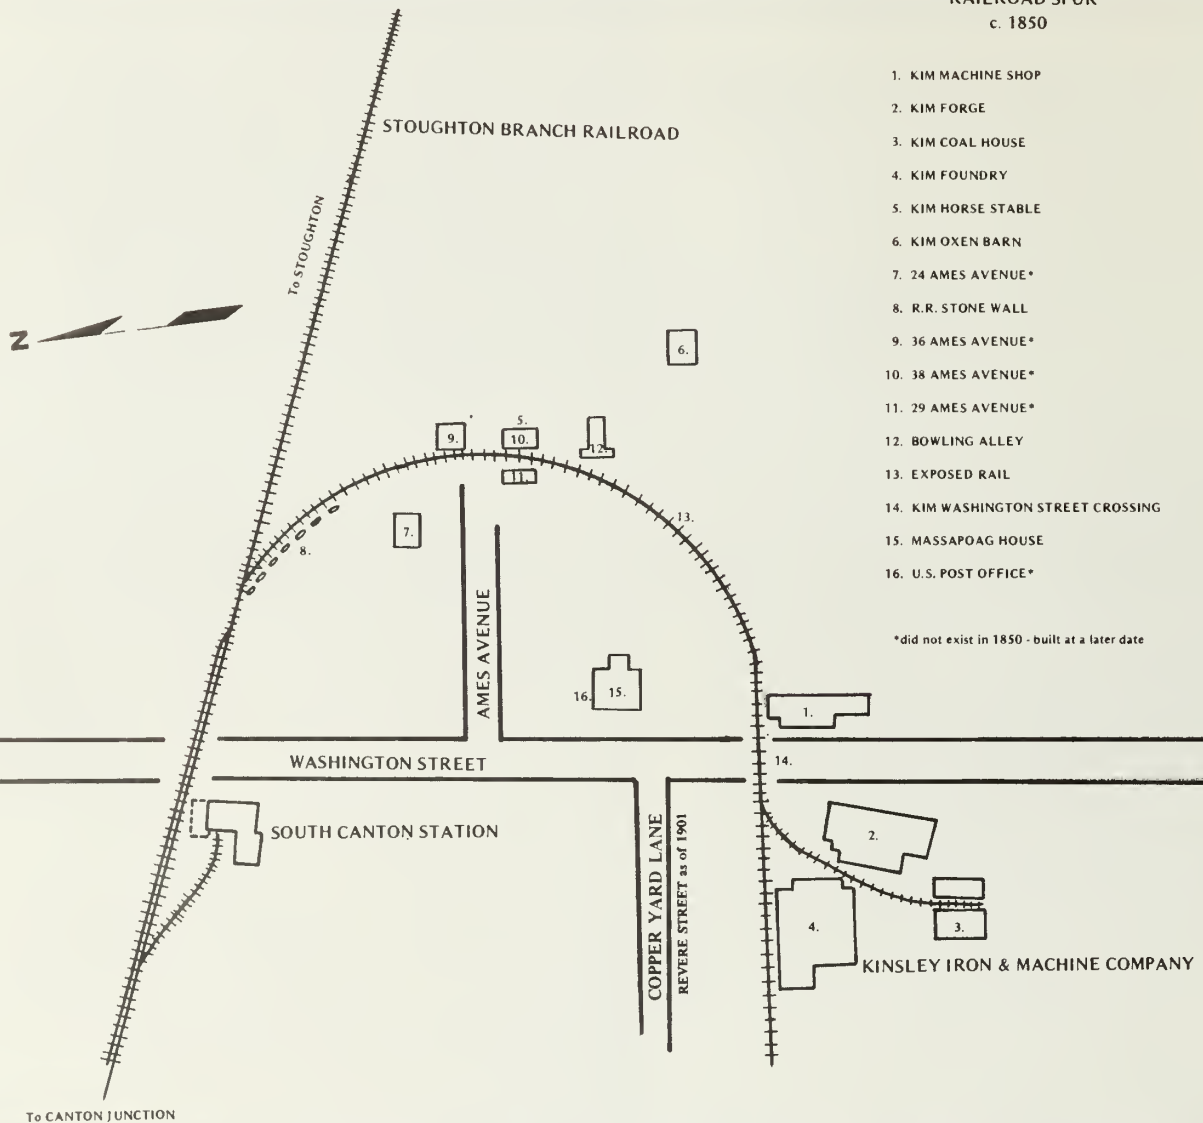 RAILROAD SPUR
c. 1850
1. KIM MACHINE SHOP
2. KIM FORGE
3. KIM COAL HOUSE
4. KIM FOUNDRY
5. KIM HORSE STABLE
6. KIM OXEN BARN
7. 24 AMES AVENUE*
8. R.R. STONE WALL
9. 36 AMES AVENUE*
10. 38 AMES AVENUE*
11. 29 AMES AVENUE*
12. BOWLING ALLEY
13. EXPOSED RAIL
14. KIM WASHINGTON STREET CROSSING
15. MASSAPOAG HOUSE
16. U.S. POST OFFICE*
*did not exist in 1850 - built at a later date
STOUGHTON BRANCH RAILROAD
To STOUGHTON
N
6.
5.
9.
10.
12.
11.
7.
8.
13.
AMES AVENUE
16.
15.
1.
WASHINGTON STREET
14.
SOUTH CANTON STATION
COPPER YARD LANE
REVERE STREET as of 1901
2.
4.
3.
KINSLEY IRON & MACHINE COMPANY
To CANTON JUNCTION